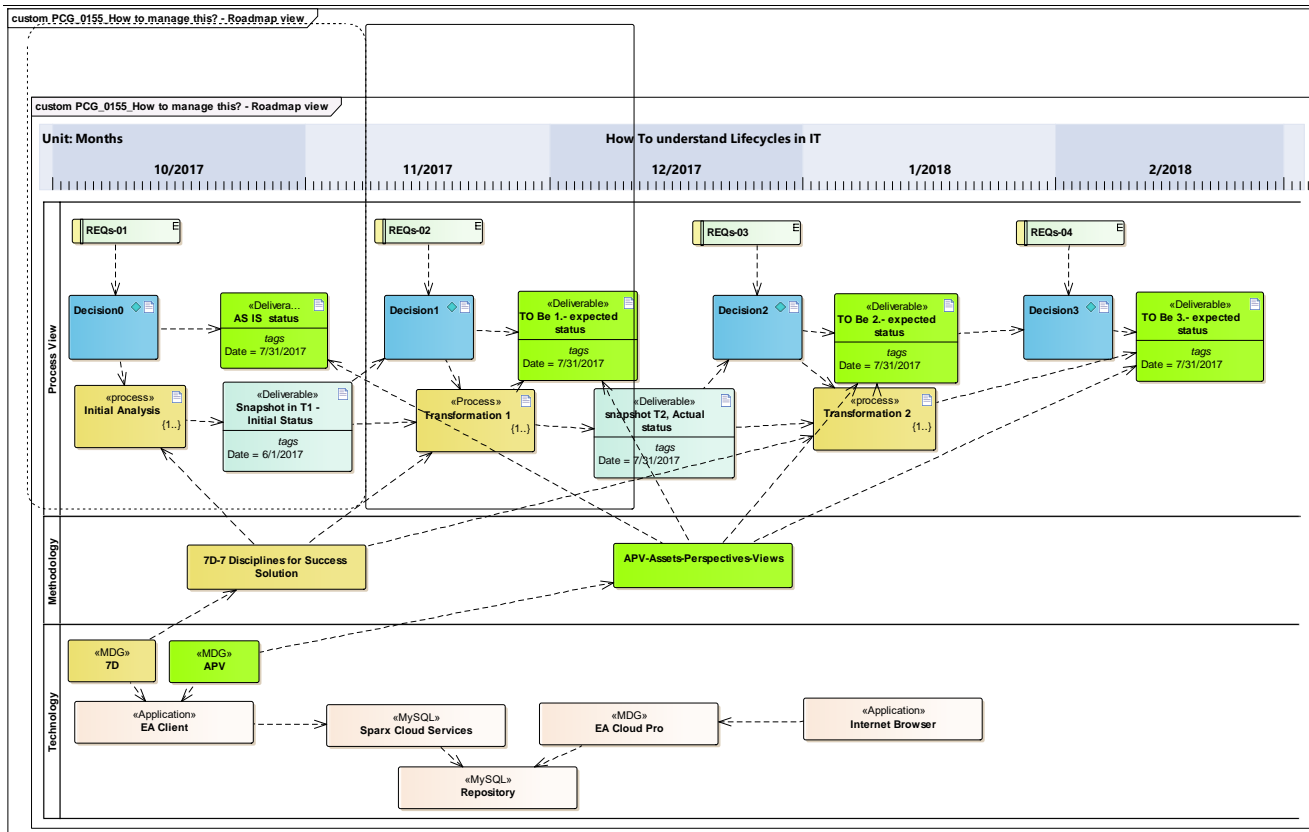 custom PCG_0155_How to manage this? - Roadmap view
custom PCG_0155_How to manage this? - Roadmap view
Unit: Months
How To understand Lifecycles in IT
10/2017
11/2017
12/2017
1/2018
2/2018
Process View
REQs-01
E
REQs-02
E
REQs-03
E
REQs-04
E
Decision0
«Delivera...
AS IS status
tags
Date = 7/31/2017
Decision1
«Deliverable»
TO Be 1.- expected
status
tags
Date = 7/31/2017
Decision2
«Deliverable»
TO Be 2.- expected
status
tags
Date = 7/31/2017
Decision3
«Deliverable»
TO Be 3.- expected
status
tags
Date = 7/31/2017
«process»
Initial Analysis
{1..}
«Deliverable»
Snapshot in T1 -
Initial Status
tags
Date = 6/1/2017
«Process»
Transformation 1
{1..}
«Deliverable»
snapshot T2, Actual
status
tags
Date = 7/31/2017
«process»
Transformation 2
{1..}
Methodology
7D-7 Disciplines for Success
Solution
APV-Assets-Perspectives-Views
Technology
«MDG»
7D
«MDG»
APV
«Application»
EA Client
«MySQL»
Sparx Cloud Services
«MDG»
EA Cloud Pro
«Application»
Internet Browser
«MySQL»
Repository